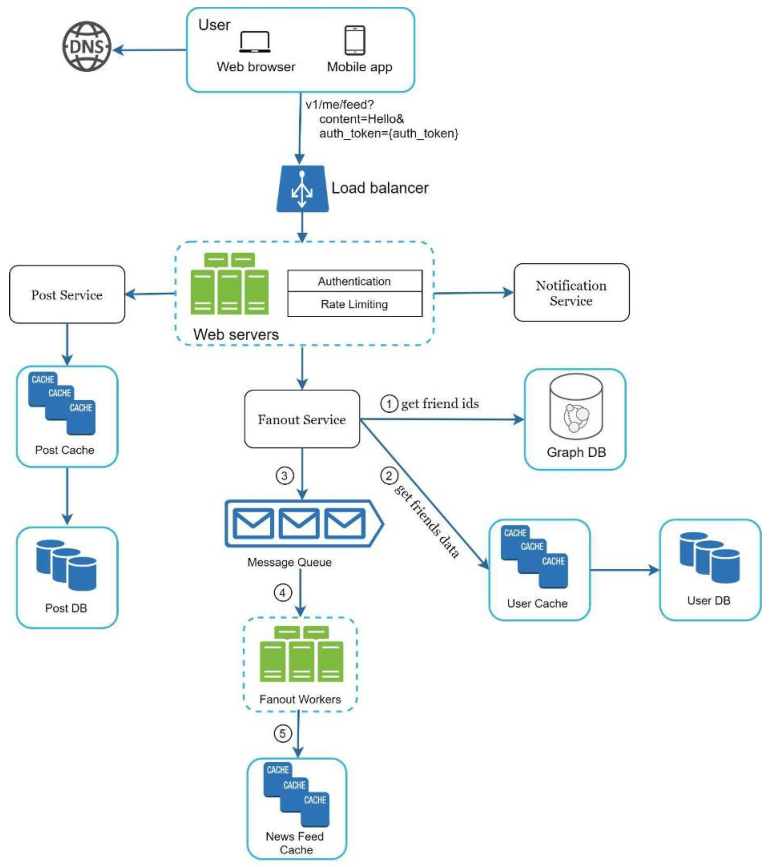 DNS
User
Web browser
Mobile app
v1/me/feed?
content=Hello&
auth_token={auth_token}
Load balancer
Post Service
Authentication
Rate Limiting
Web servers
Notification
Service
CACHE
CACHE
CACHE
Post Cache
Fanout Service
1 get friend ids
Graph DB
2 get friends data
3
Message Queue
CACHE
CACHE
CACHE
User Cache
User DB
Post DB
4
Fanout Workers
5
CACHE
CACHE
CACHE
News Feed
Cache